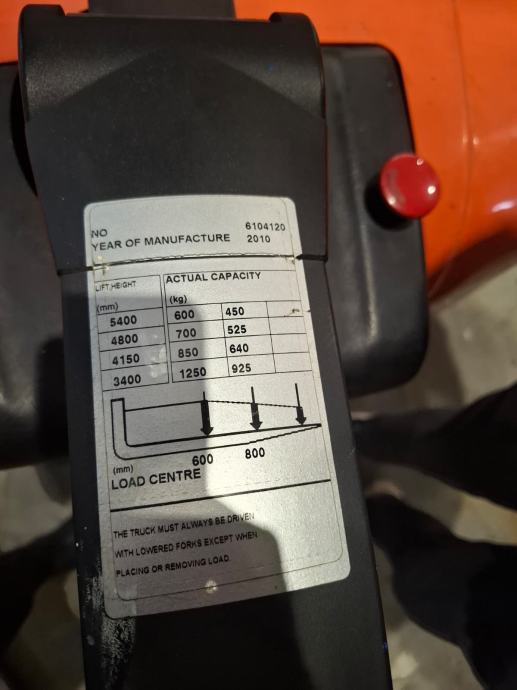 NO 6104120
YEAR OF MANUFACTURE 2010
LIFT.HEIGHT ACTUAL CAPACITY
(mm) (kg)
5400 600 450
4800 700 525
4150 850 640
3400 1250 925
(mm) 600 800
LOAD CENTRE
THE TRUCK MUST ALWAYS BE DRIVEN
WITH LOWERED FORKS EXCEPT WHEN
PLACING OR REMOVING LOAD.